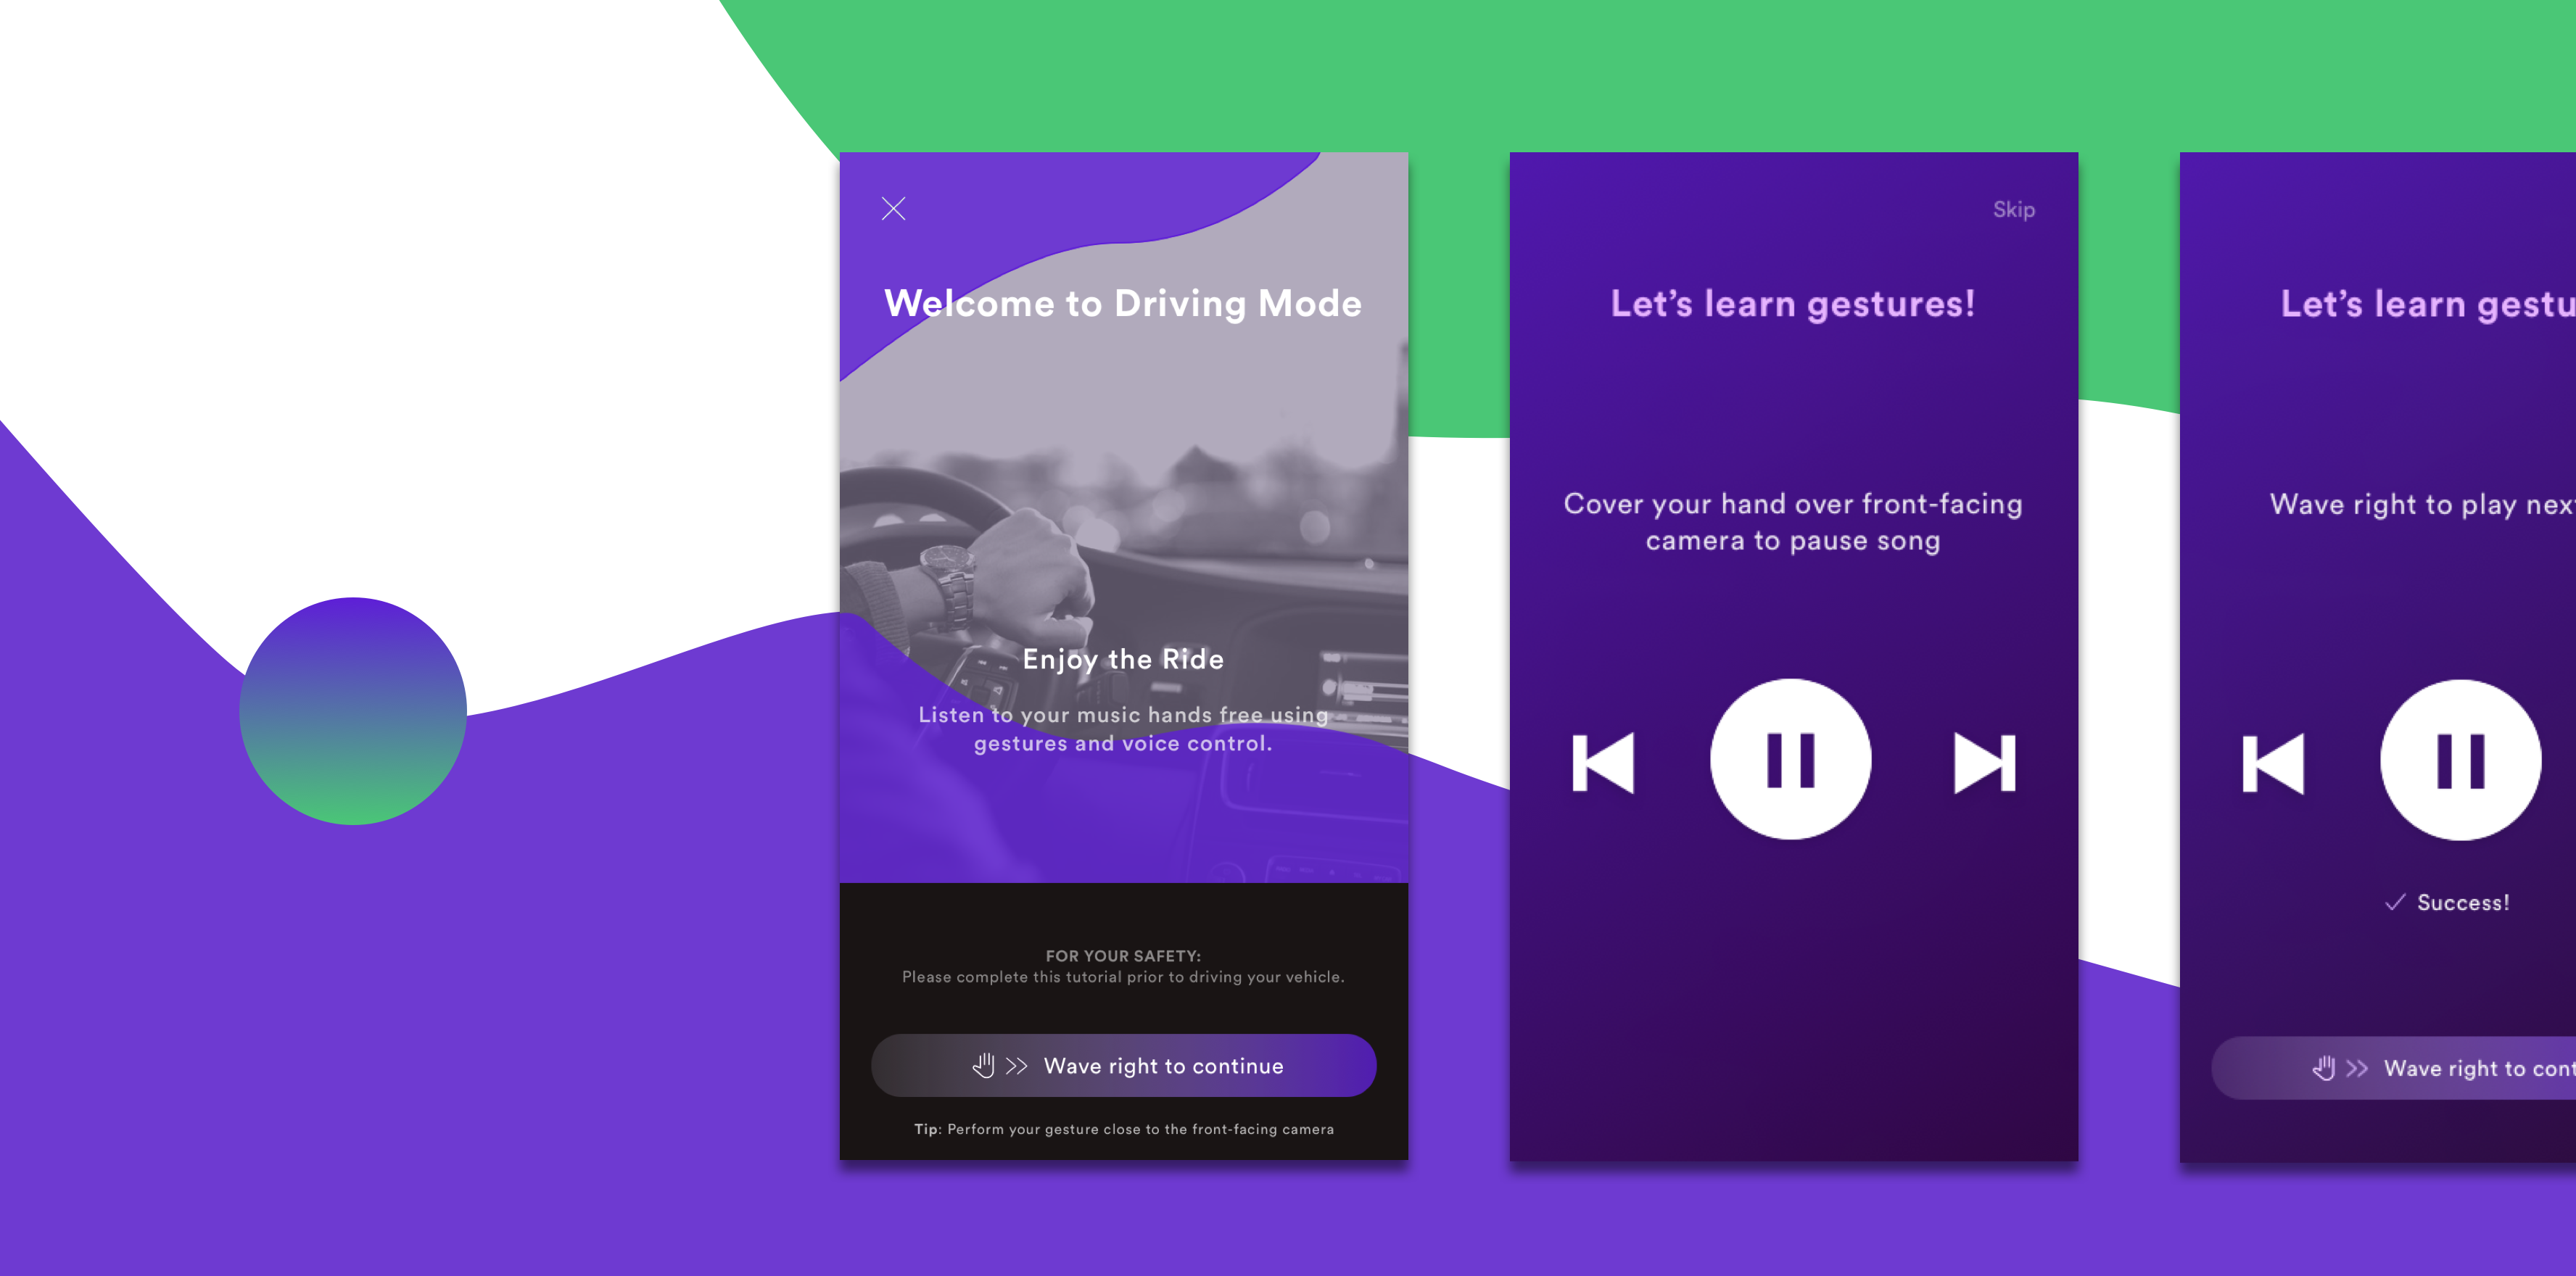 Welcome to Driving Mode
Enjoy the Ride
Listen to your music hands free using
gestures and voice control.
FOR YOUR SAFETY:
Please complete this tutorial prior to driving your vehicle.
Wave right to continue
Tip: Perform your gesture close to the front-facing camera
Skip
Let’s learn gestures!
Cover your hand over front-facing
camera to pause song
Let’s learn gestu
Wave right to play nex
Success!
Wave right to cont